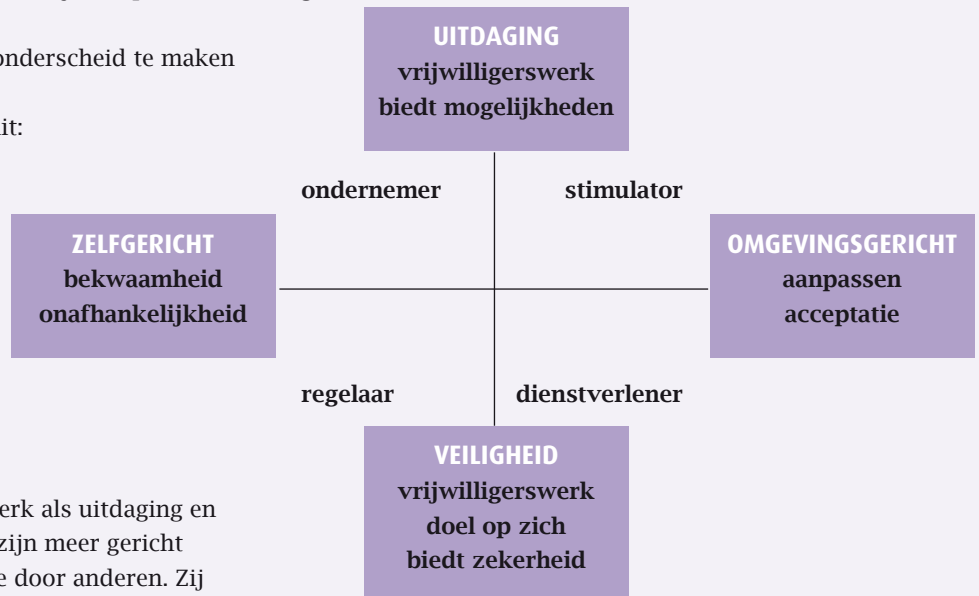 onderscheid te maken
it:
UITDAGING
vrijwilligerswerk
biedt mogelijkheden
ondernemer
stimulator
ZELFGERICHT
bekwaamheid
onafhankelijkheid
OMGEVINGSGERICHT
aanpassen
acceptatie
regelaar
dienstverlener
VEILIGHEID
vrijwilligerswerk
doel op zich
biedt zekerheid
erk als uitdaging en
zijn meer gericht
e door anderen. Zij